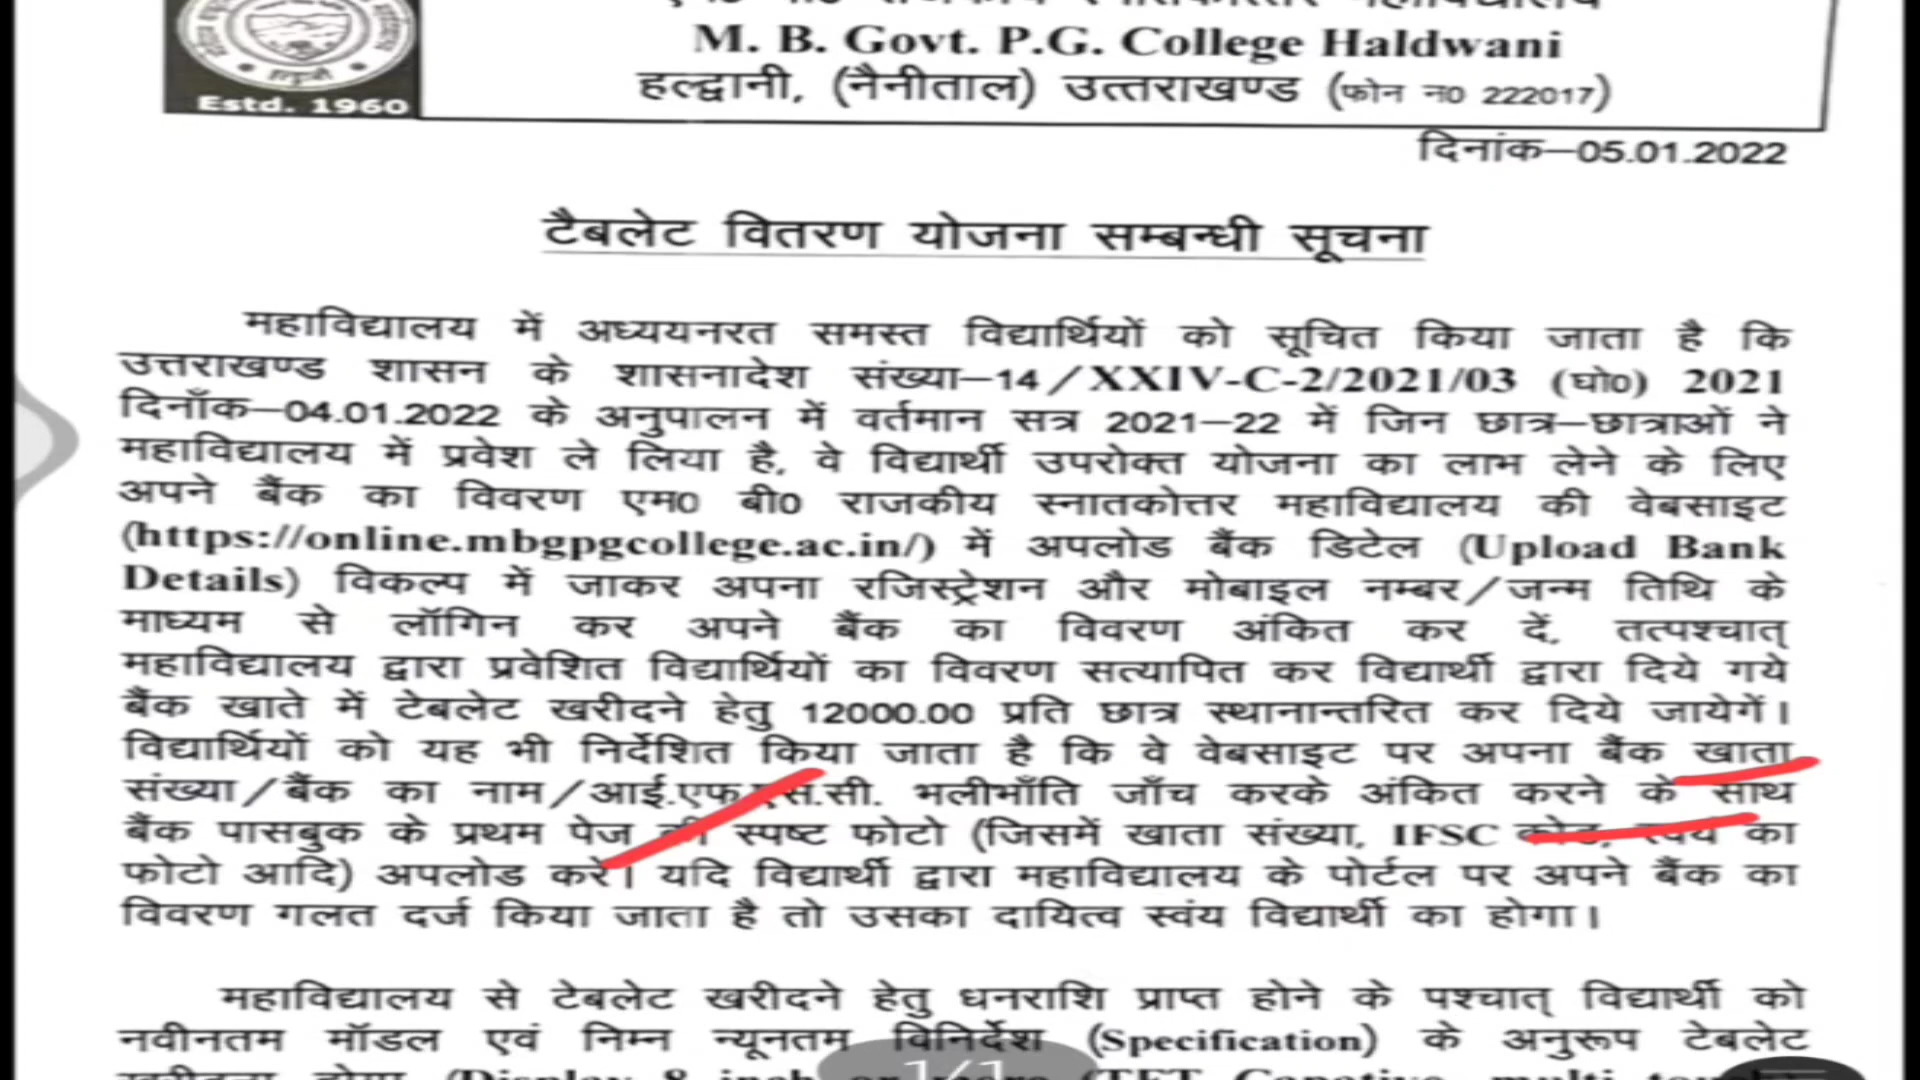 M. B. Govt. P.G. College Haldwani
हल्द्वानी, (नैनीताल) उत्तराखण्ड (फोन न0 222017)
Estd. 1960
दिनांक–05.01.2022
टैबलेट वितरण योजना सम्बन्धी सूचना
महाविद्यालय में अध्ययनरत समस्त विद्यार्थियों को सूचित किया जाता है कि
उत्तराखण्ड शासन के शासनादेश संख्या–14/XXIV-C-2/2021/03 (घो0) 2021
दिनाँक–04.01.2022 के अनुपालन में वर्तमान सत्र 2021–22 में जिन छात्र–छात्राओं ने
महाविद्यालय में प्रवेश ले लिया है, वे विद्यार्थी उपरोक्त योजना का लाभ लेने के लिए
अपने बैंक का विवरण एम0 बी0 राजकीय स्नातकोत्तर महाविद्यालय की वेबसाइट
(https://online.mbgpgcollege.ac.in/) में अपलोड बैंक डिटेल (Upload Bank
Details) विकल्प में जाकर अपना रजिस्ट्रेशन और मोबाइल नम्बर/जन्म तिथि के
माध्यम से लॉगिन कर अपने बैंक का विवरण अंकित कर दें, तत्पश्चात्
महाविद्यालय द्वारा प्रवेशित विद्यार्थियों का विवरण सत्यापित कर विद्यार्थी द्वारा दिये गये
बैंक खाते में टेबलेट खरीदने हेतु 12000.00 प्रति छात्र स्थानान्तरित कर दिये जायेगें।
विद्यार्थियों को यह भी निर्देशित किया जाता है कि वे वेबसाइट पर अपना बैंक खाता
संख्या/बैंक का नाम/आई.एफ.एस.सी. भलीभाँति जाँच करके अंकित करने के साथ
बैंक पासबुक के प्रथम पेज की स्पष्ट फोटो (जिसमें खाता संख्या, IFSC कोड, स्वंय का
फोटो आदि) अपलोड करें। यदि विद्यार्थी द्वारा महाविद्यालय के पोर्टल पर अपने बैंक का
विवरण गलत दर्ज किया जाता है तो उसका दायित्व स्वंय विद्यार्थी का होगा।
महाविद्यालय से टेबलेट खरीदने हेतु धनराशि प्राप्त होने के पश्चात् विद्यार्थी को
नवीनतम मॉडल एवं निम्न न्यूनतम विनिर्देश (Specification) के अनुरूप टेबलेट
1/1